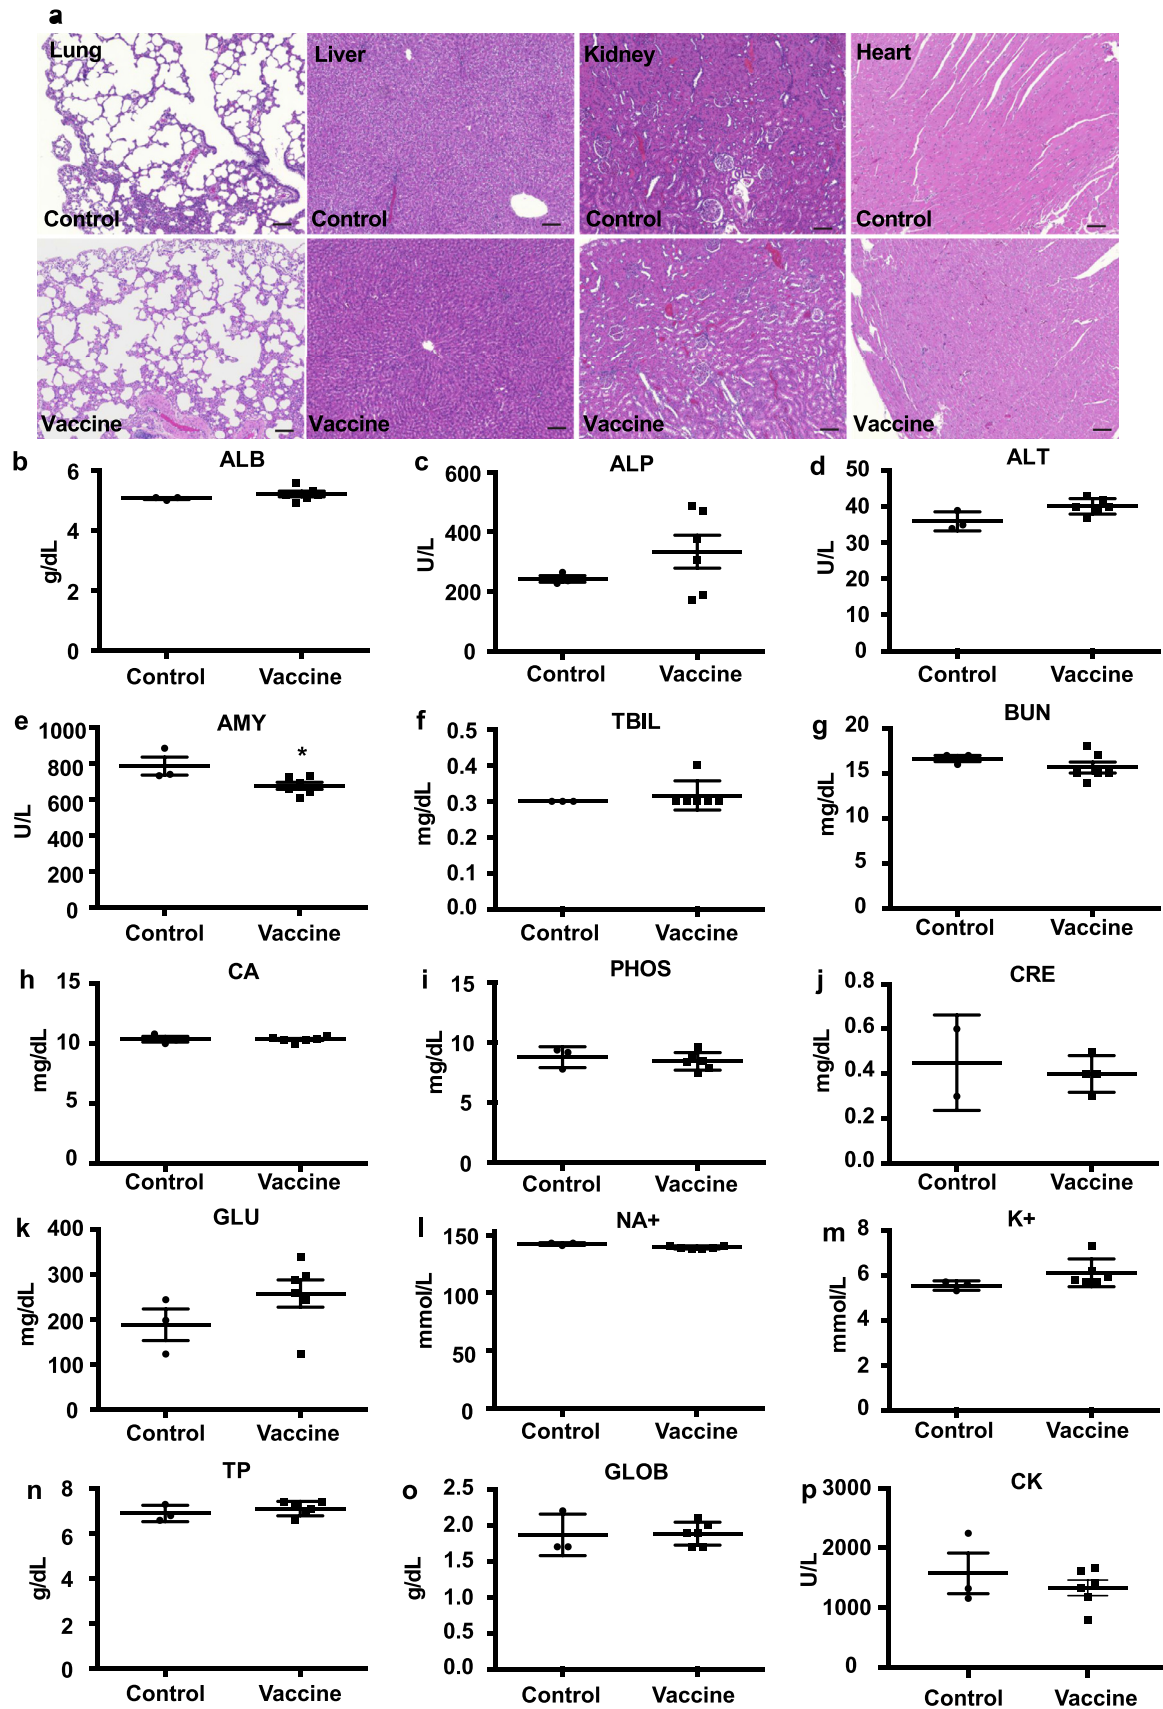 a
Lung Liver Kidney Heart
Control Control Control Control
Vaccine Vaccine Vaccine Vaccine
b ALB
g/dL
6
4
2
0
Control Vaccine
c ALP
U/L
600
400
200
0
Control Vaccine
d ALT
U/L
50
40
30
20
10
0
Control Vaccine
e AMY
U/L
1000
800
600
400
200
0
*
Control Vaccine
f TBIL
mg/dL
0.5
0.4
0.3
0.2
0.1
0.0
Control Vaccine
g BUN
mg/dL
20
15
10
5
0
Control Vaccine
h CA
mg/dL
15
10
5
0
Control Vaccine
i PHOS
mg/dL
15
10
5
0
Control Vaccine
j CRE
mg/dL
0.8
0.6
0.4
0.2
0.0
Control Vaccine
k GLU
mg/dL
400
300
200
100
0
Control Vaccine
l NA+
mmol/L
150
100
50
0
Control Vaccine
m K+
mmol/L
8
6
4
2
0
Control Vaccine
n TP
g/dL
8
6
4
2
0
Control Vaccine
o GLOB
g/dL
2.5
2.0
1.5
1.0
0.5
0.0
Control Vaccine
p CK
U/L
3000
2000
1000
0
Control Vaccine